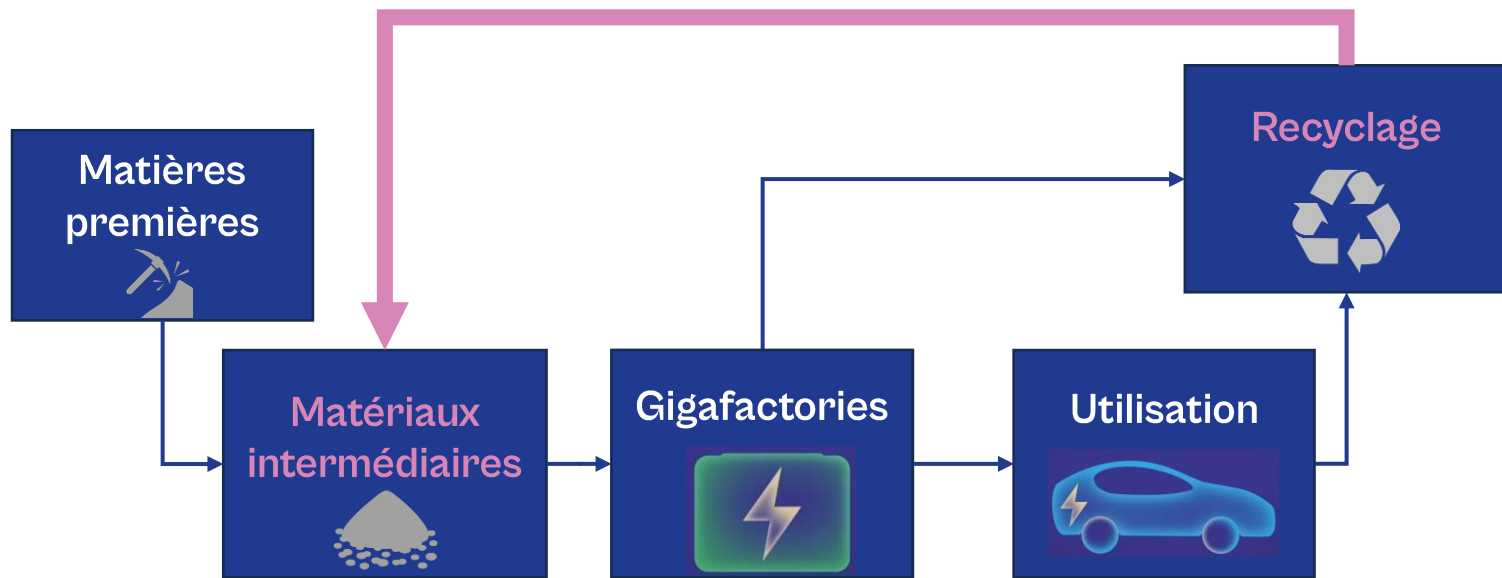 Recyclage
Matières
premières
Matériaux
intermédiaires
Gigafactories
Utilisation